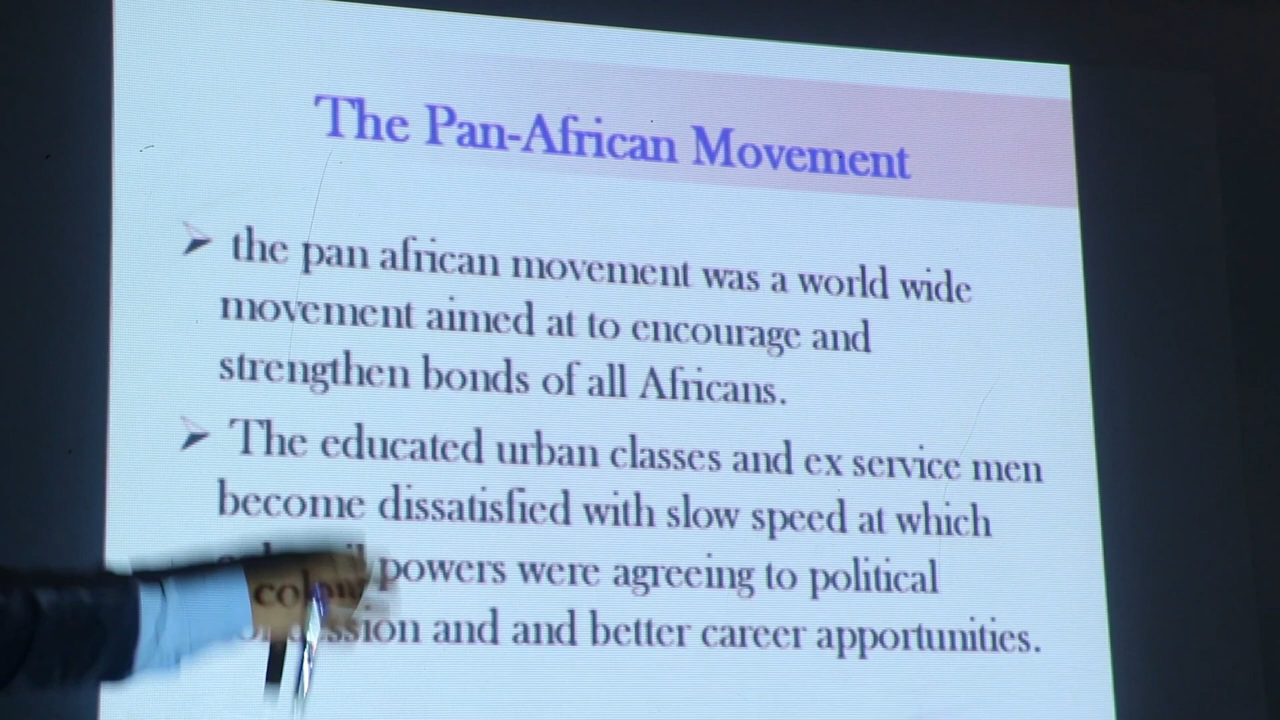 The Pan-African Movement
the pan african movement was a world wide
movement aimed at to encourage and
strengthen bonds of all Africans.
The educated urban classes and ex service men
become dissatisfied with slow speed at which
powers were agreeing to political
and and better career apportunities.